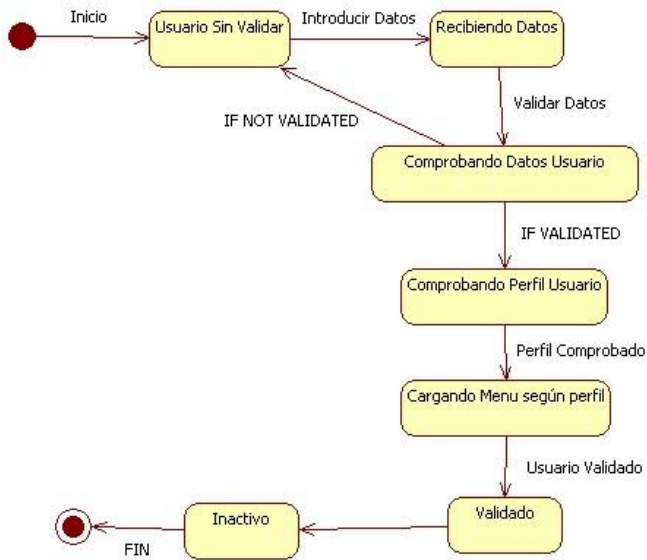 Inicio
Usuario Sin Validar
Introducir Datos
Recibiendo Datos
Validar Datos
IF NOT VALIDATED
Comprobando Datos Usuario
IF VALIDATED
Comprobando Perfil Usuario
Perfil Comprobado
Cargando Menu según perfil
Usuario Validado
Validado
Inactivo
FIN